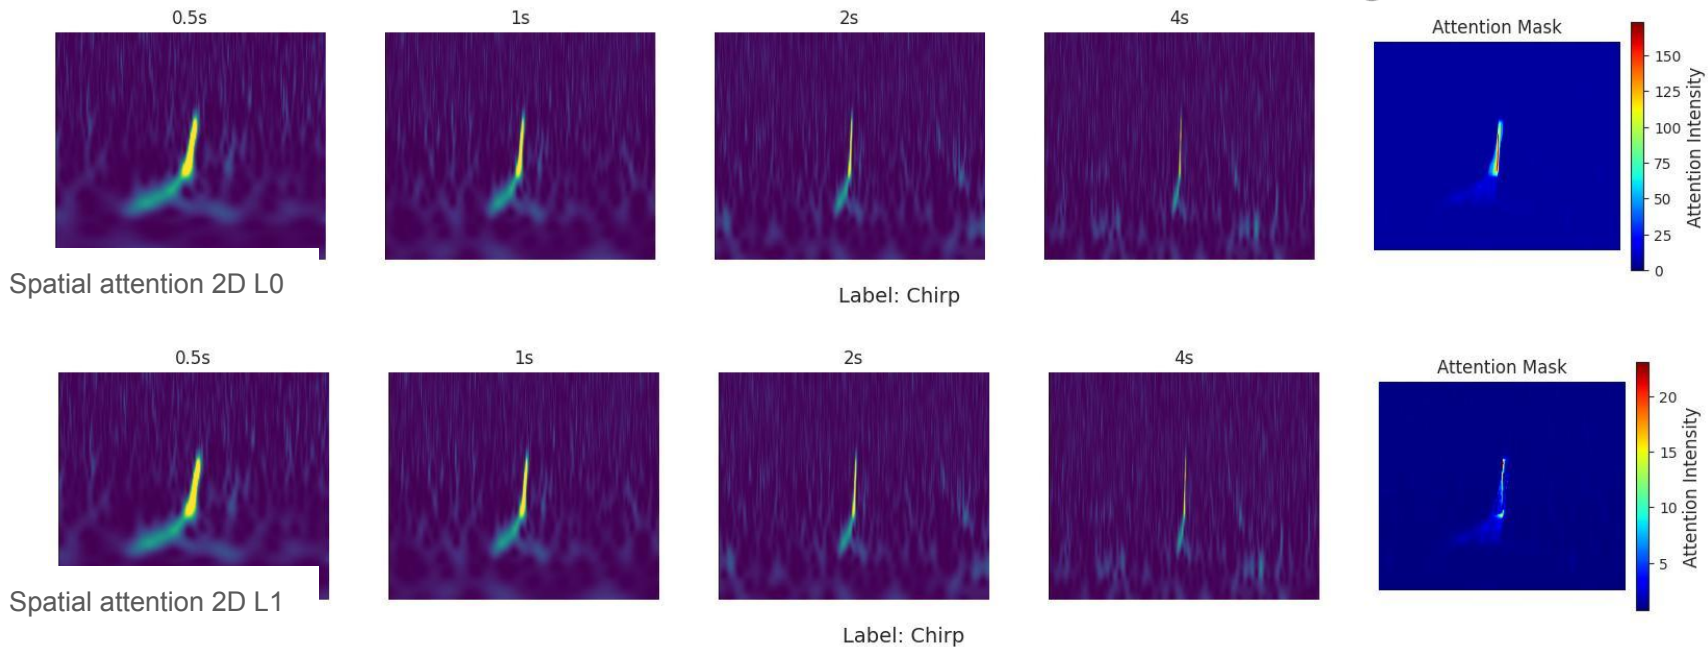 0.5s
1s
2s
4s
Attention Mask
150
125
100
75
50
25
0
Attention Intensity
Spatial attention 2D L0
Label: Chirp
0.5s
1s
2s
4s
Attention Mask
20
15
10
5
Attention Intensity
Spatial attention 2D L1
Label: Chirp